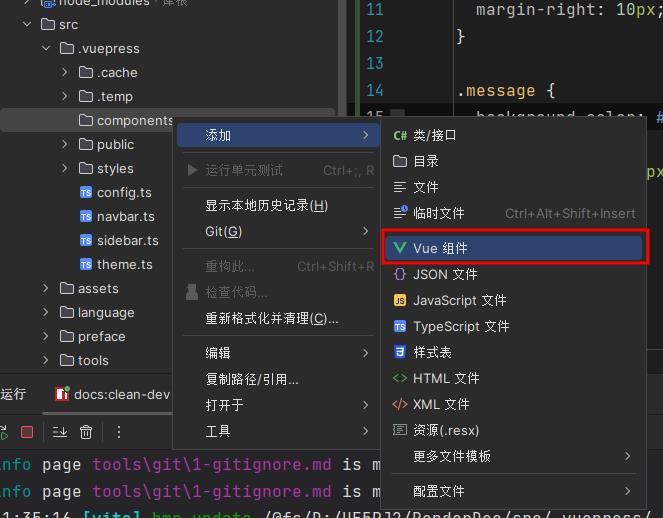 node_modules 库根
src
.vuepress
.cache
.temp
components
public
styles
TS config.ts
TS navbar.ts
TS sidebar.ts
TS theme.ts
assets
language
preface
tools
11 margin-right: 10px;
12 }
13
14 .message {
15 background-color: #
px
添加
运行单元测试 Ctrl+;, R
显示本地历史记录(H)
Git(G)
重构此... Ctrl+Shift+R
检查代码...
重新格式化并清理(C)...
编辑
复制路径/引用...
打开于
工具
C# 类/接口
目录
文件
临时文件 Ctrl+Alt+Shift+Insert
Vue 组件
{} JSON 文件
JS JavaScript 文件
TS TypeScript 文件
样式表
<> HTML 文件
<> XML 文件
资源(.resx)
更多文件模板
配置文件
运行 docs:clean-dev
info page tools\git\1-gitignore.md is m
info page tools\git\1-gitignore.md is m
1:35:16 [vite] hmr update